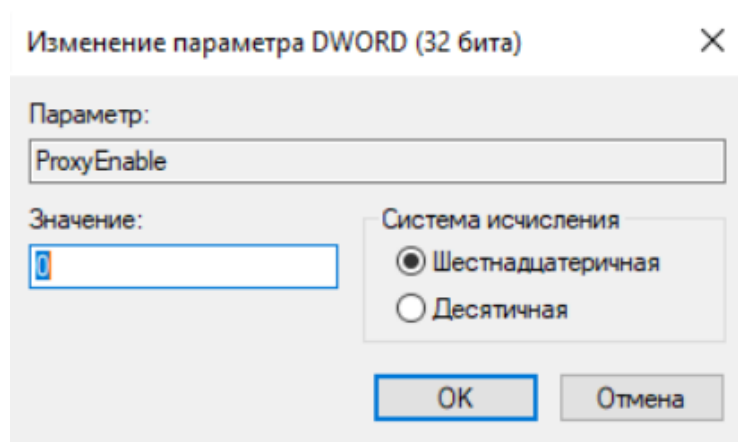 Изменение параметра DWORD (32 бита)
Параметр:
ProxyEnable
Значение:
0
Система исчисления
Шестнадцатеричная
Десятичная
OK
Отмена